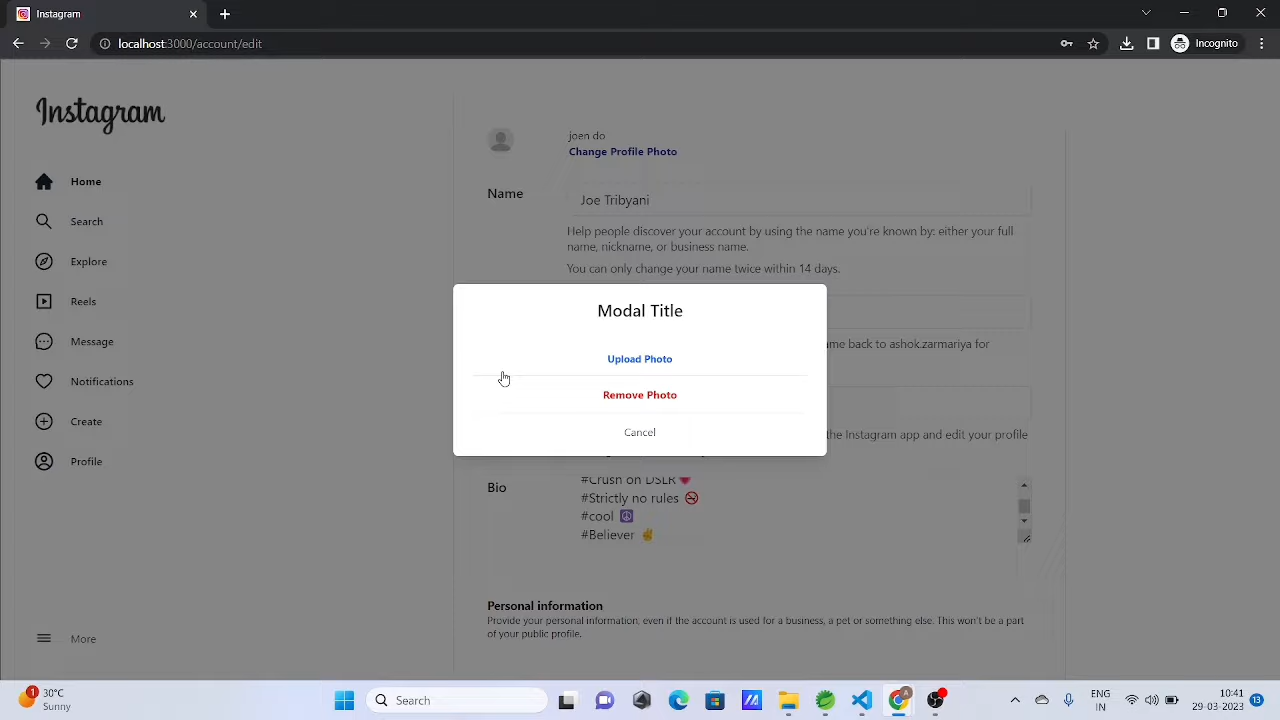 Instagram
localhost:3000/account/edit
Incognito
Instagram
Home
Search
Explore
Reels
Message
Notifications
Create
Profile
More
joen do
Change Profile Photo
Name
Joe Tribyani
Help people discover your account by using the name you're known by: either your full
name, nickname, or business name.
You can only change your name twice within 14 days.
Modal Title
Upload Photo
Remove Photo
Cancel
me back to ashok.zarmariya for
the Instagram app and edit your profile
Bio
#Crush on DSLR 💗
#Strictly no rules 🚭
#cool ☮️
#Believer ✌️
Personal information
Provide your personal information, even if the account is used for a business, a pet or something else. This won't be a
part of your public profile.
1
30°C
Sunny
Search
A
ENG
IN
10:41
29-03-2023
13